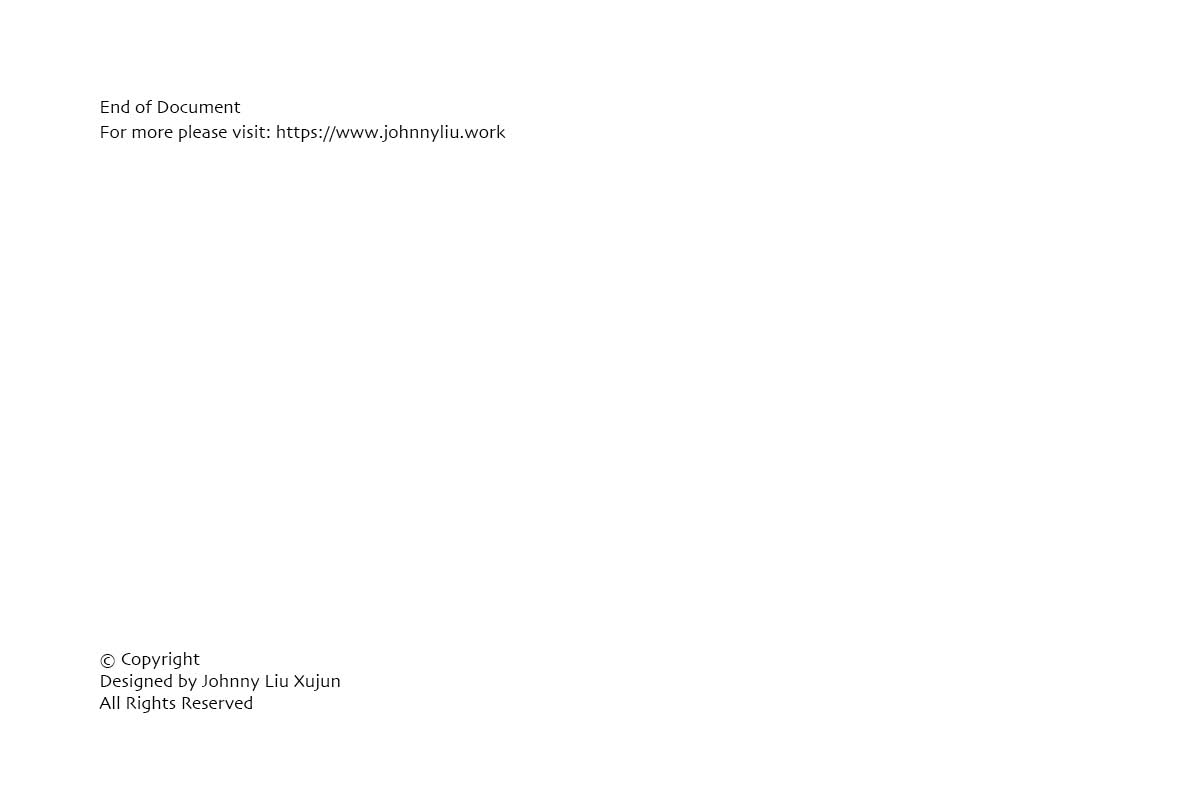 End of Document
For more please visit: https://www.johnnyliu.work
© Copyright
Designed by Johnny Liu Xujun
All Rights Reserved